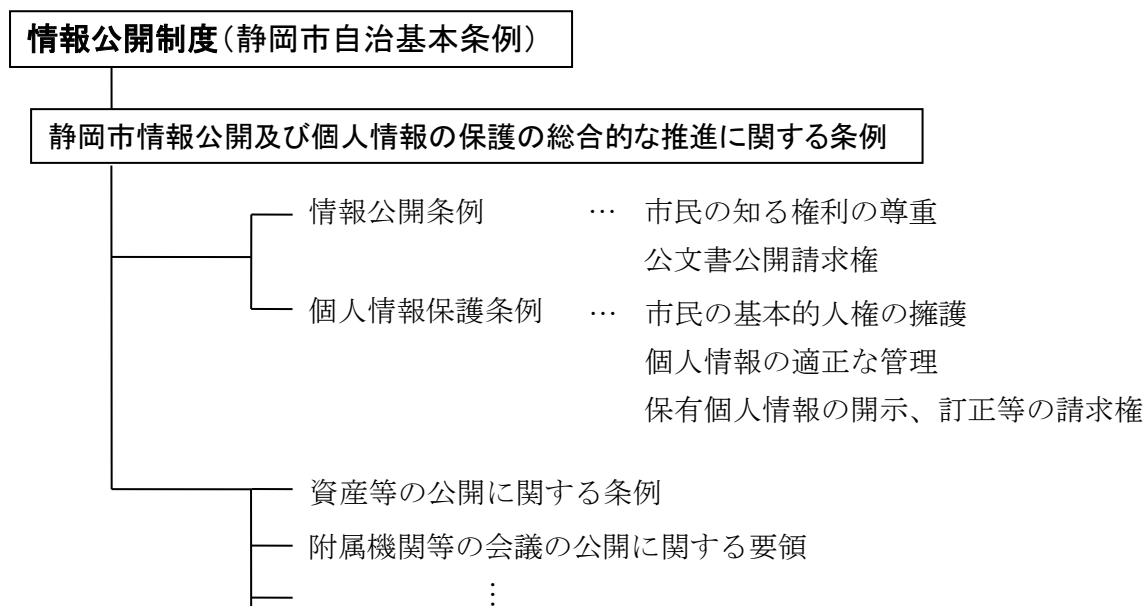 情報公開制度(静岡市自治基本条例)
静岡市情報公開及び個人情報の保護の総合的な推進に関する条例
情報公開条例 … 市民の知る権利の尊重
公文書公開請求権
個人情報保護条例 … 市民の基本的人権の擁護
個人情報の適正な管理
保有個人情報の開示、訂正等の請求権
資産等の公開に関する条例
附属機関等の会議の公開に関する要領
⋮